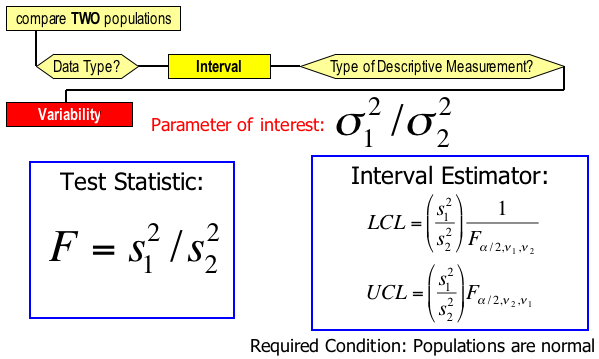 compare TWO populations
Data Type?
Interval
Type of Descriptive Measurement?
Variability
Parameter of interest: σ₁² / σ₂²
Test Statistic:
F = s₁² / s₂²
Interval Estimator:
LCL = (s₁² / s₂²) 1 / F_{α/2,ν₁,ν₂}
UCL = (s₁² / s₂²) F_{α/2,ν₂,ν₁}
Required Condition: Populations are normal